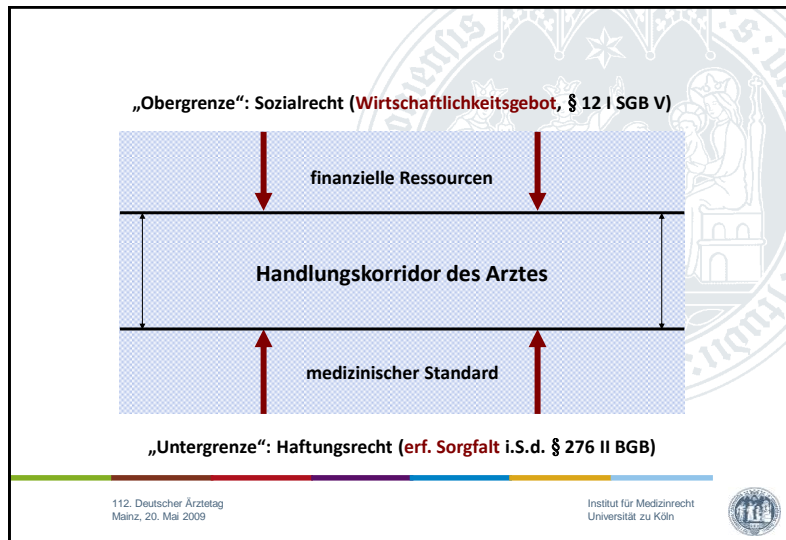 „Obergrenze“: Sozialrecht (Wirtschaftlichkeitsgebot, § 12 I SGB V)
finanzielle Ressourcen
Handlungskorridor des Arztes
medizinischer Standard
„Untergrenze“: Haftungsrecht (erf. Sorgfalt i.S.d. § 276 II BGB)
112. Deutscher Ärztetag
Mainz, 20. Mai 2009
Institut für Medizinrecht
Universität zu Köln